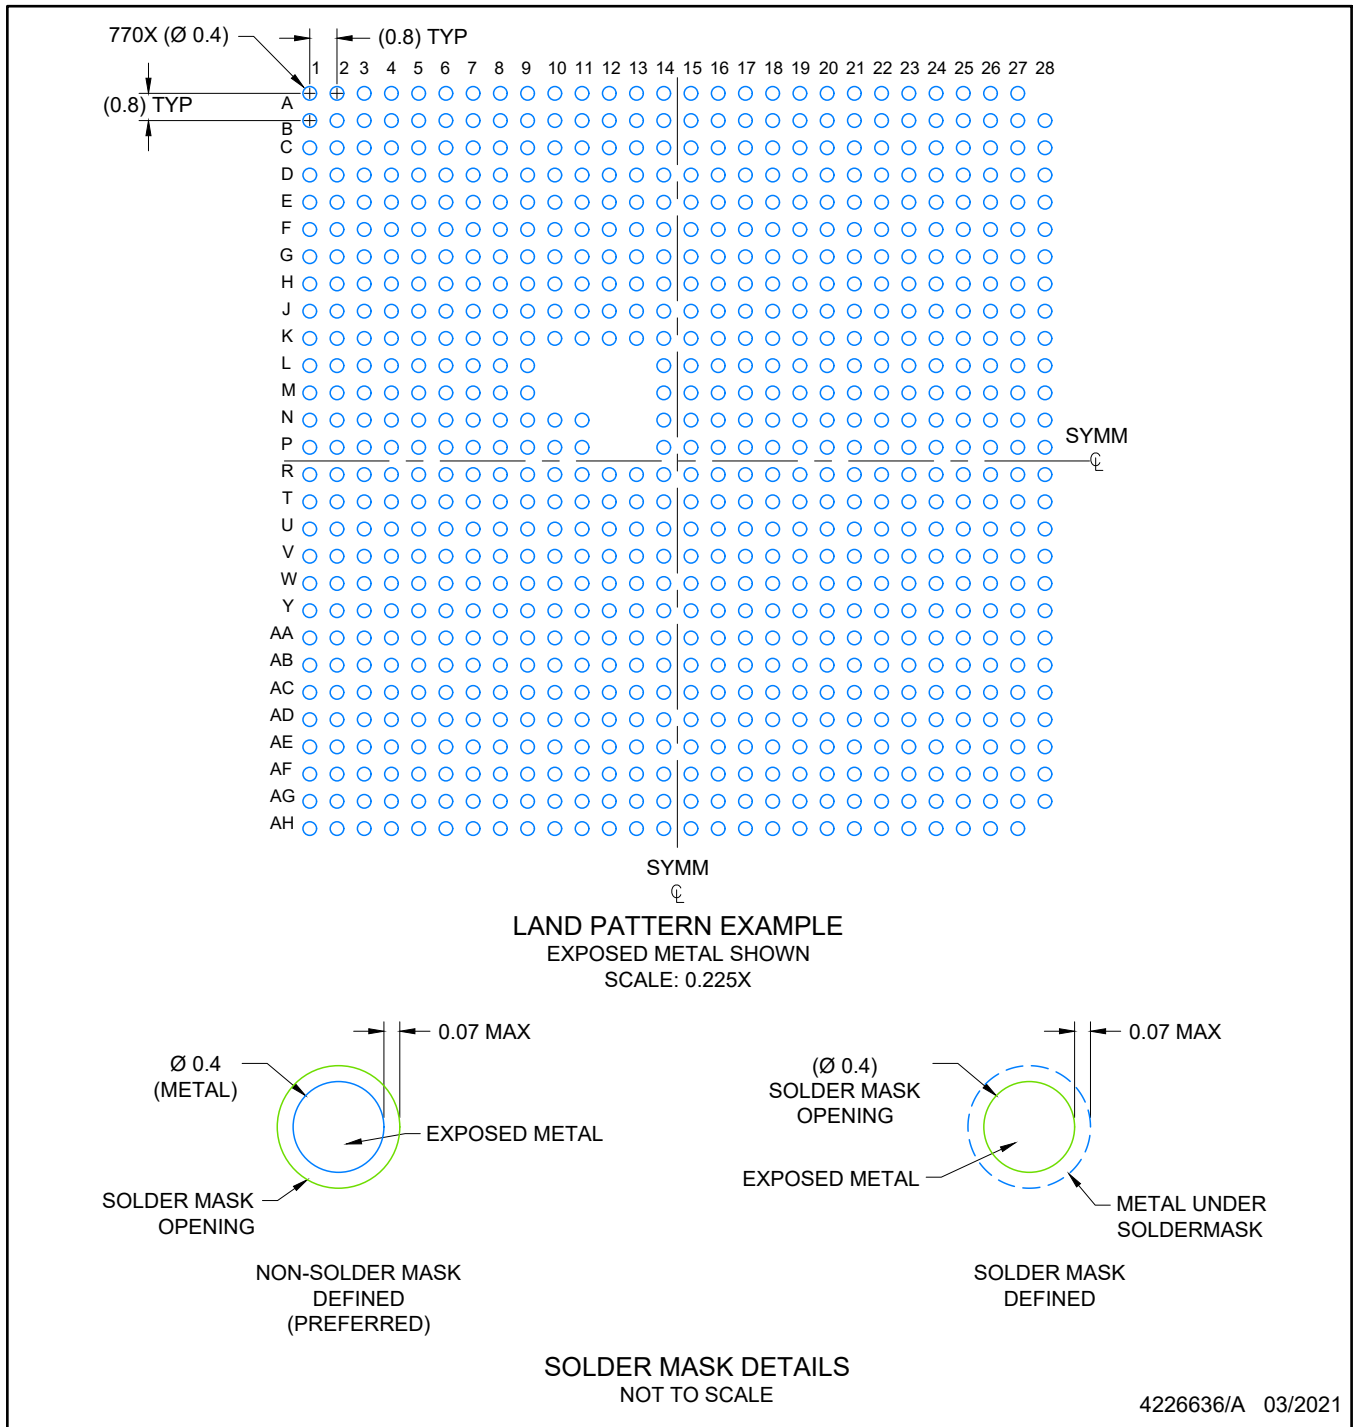 770X (Ø 0.4)
(0.8) TYP
1 2 3 4 5 6 7 8 9 10 11 12 13 14 15 16 17 18 19 20 21 22 23 24 25 26 27 28
(0.8) TYP
A
B
C
D
E
F
G
H
J
K
L
M
N
P
SYMM
R
T
U
V
W
Y
AA
AB
AC
AD
AE
AF
AG
AH
SYMM
LAND PATTERN EXAMPLE
EXPOSED METAL SHOWN
SCALE: 0.225X
0.07 MAX
Ø 0.4
(METAL)
EXPOSED METAL
SOLDER MASK
OPENING
NON-SOLDER MASK
DEFINED
(PREFERRED)
0.07 MAX
(Ø 0.4)
SOLDER MASK
OPENING
EXPOSED METAL
METAL UNDER
SOLDERMASK
SOLDER MASK
DEFINED
SOLDER MASK DETAILS
NOT TO SCALE
4226636/A 03/2021